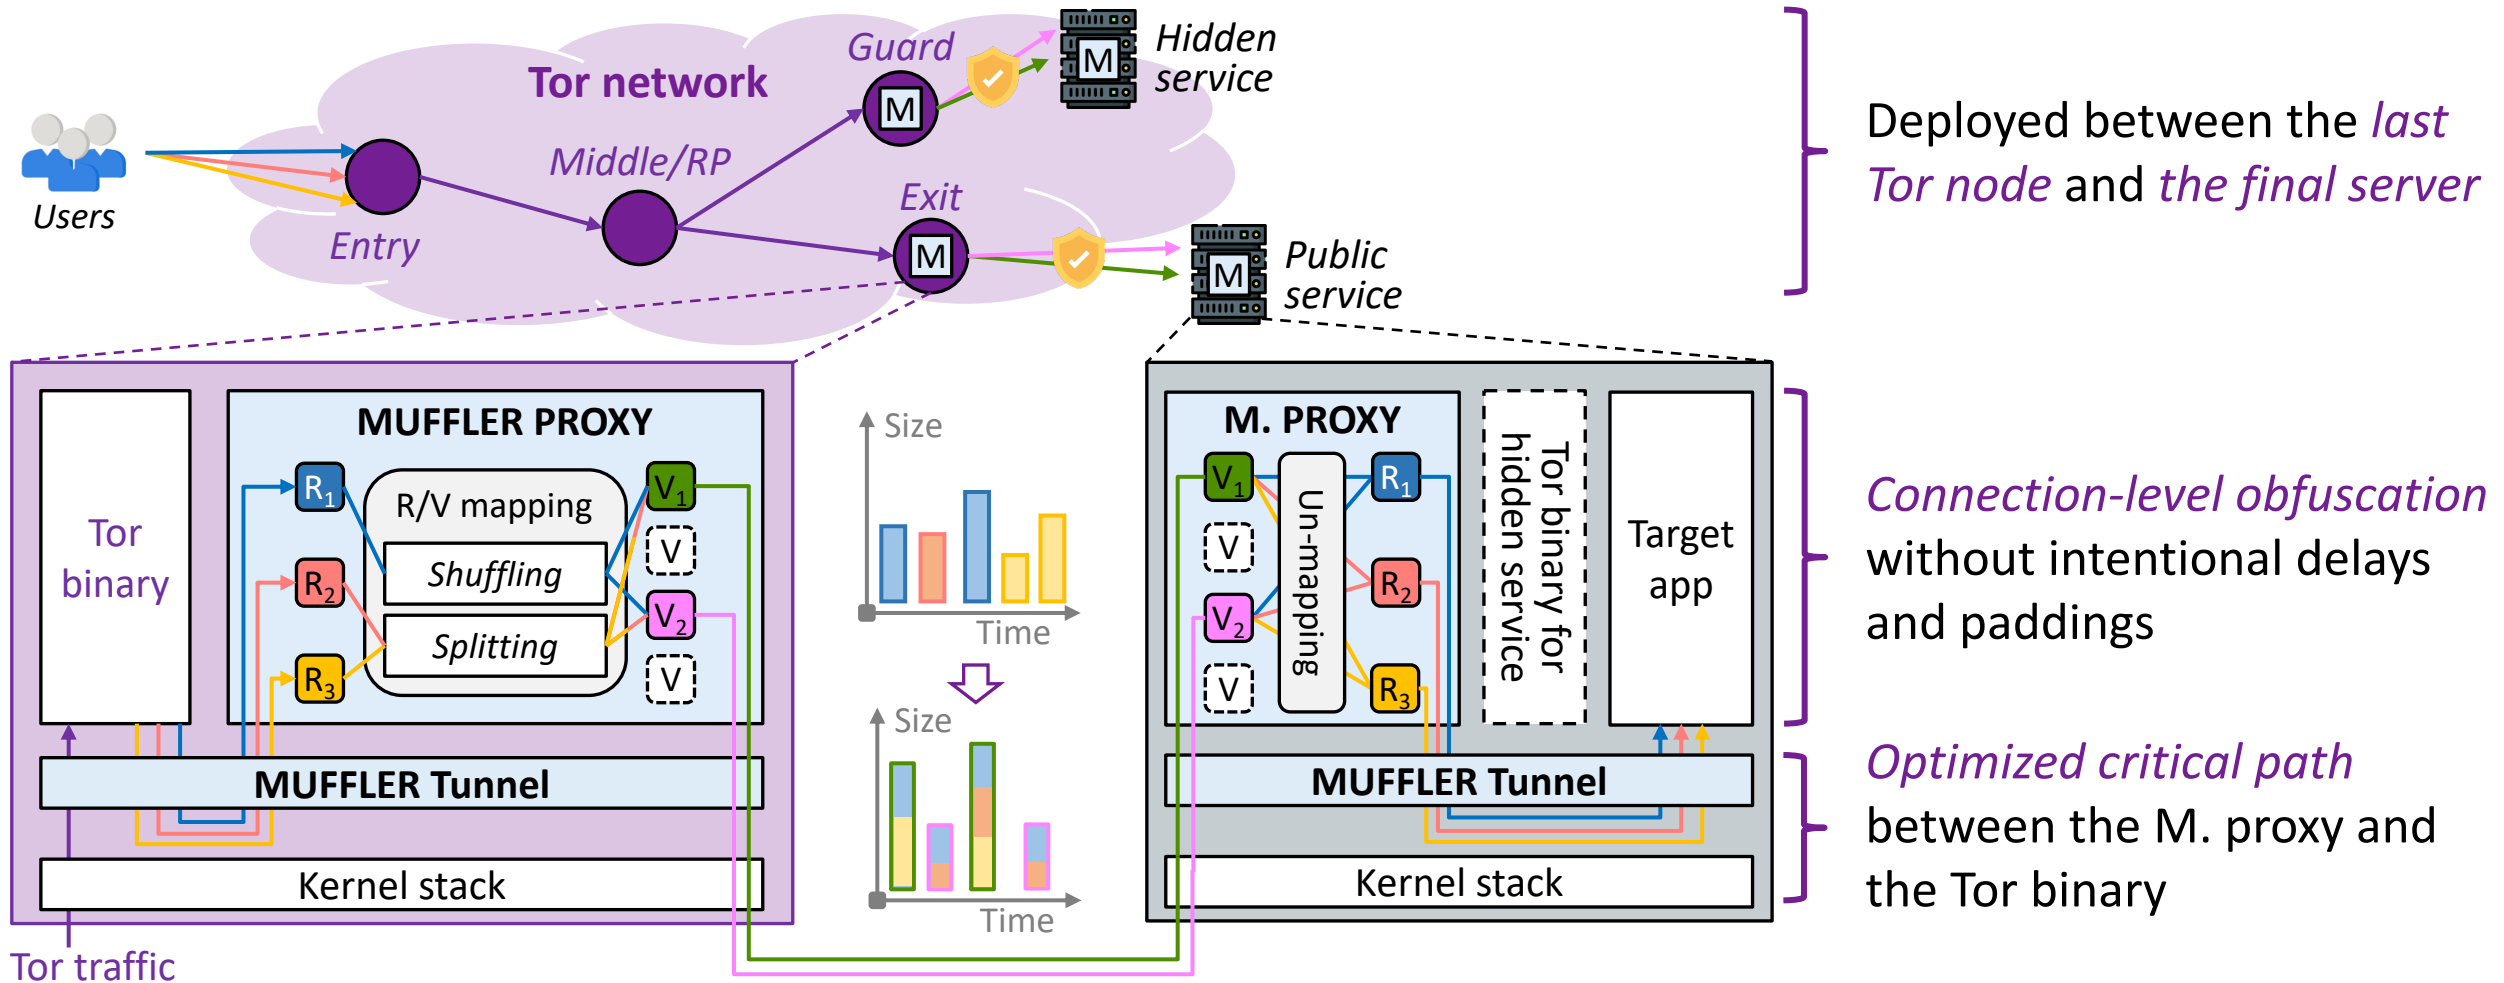 Tor network
Users
Entry
Middle/RP
Guard
M
Exit
M
M
Hidden
service
M
Public
service
Deployed between the last
Tor node and the final server
Tor
binary
MUFFLER PROXY
R1
R2
R3
R/V mapping
Shuffling
Splitting
V1
V
V2
V
MUFFLER Tunnel
Kernel stack
Tor traffic
Size
Time
Size
Time
M. PROXY
V1
V
V2
V
Un-mapping
R1
R2
R3
Tor binary for
hidden service
Target
app
MUFFLER Tunnel
Kernel stack
Connection-level obfuscation
without intentional delays
and paddings
Optimized critical path
between the M. proxy and
the Tor binary